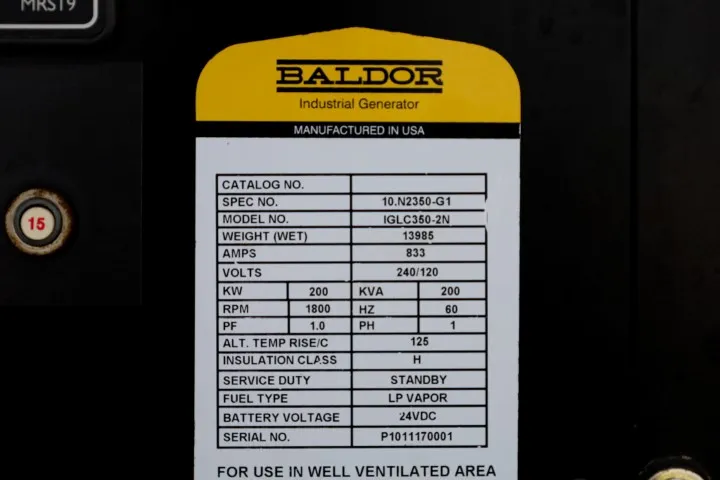 MRST9
BALDOR
Industrial Generator
MANUFACTURED IN USA
CATALOG NO.
SPEC NO. 10.N2350-G1
MODEL NO. IGLC350-2N
WEIGHT (WET) 13985
AMPS 833
VOLTS 240/120
KW 200 KVA 200
RPM 1800 HZ 60
PF 1.0 PH 1
ALT. TEMP RISE/C 125
INSULATION CLASS H
SERVICE DUTY STANDBY
FUEL TYPE LP VAPOR
BATTERY VOLTAGE 24VDC
SERIAL NO. P1011170001
FOR USE IN WELL VENTILATED AREA
15